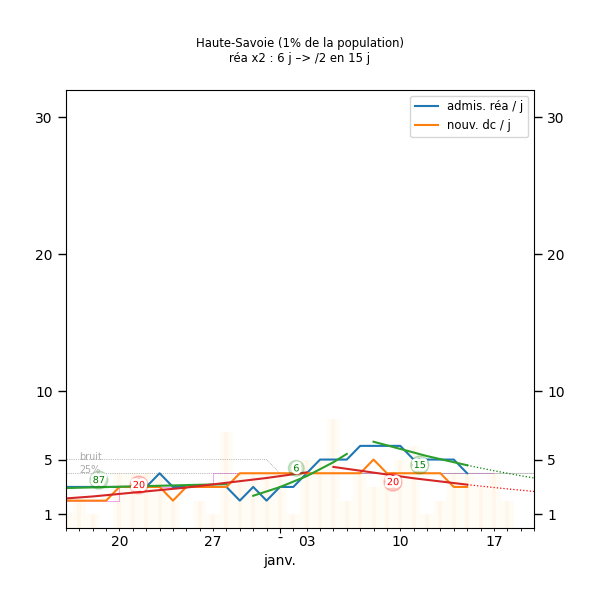 Haute-Savoie (1% de la population)
réa x2 : 6 j –> /2 en 15 j
admis. réa / j
nouv. dc / j
30 30
20 20
10 10
5 5
1 1
bruit
25%
87 20 6 20 15
20 27 - 03 10 17
janv.